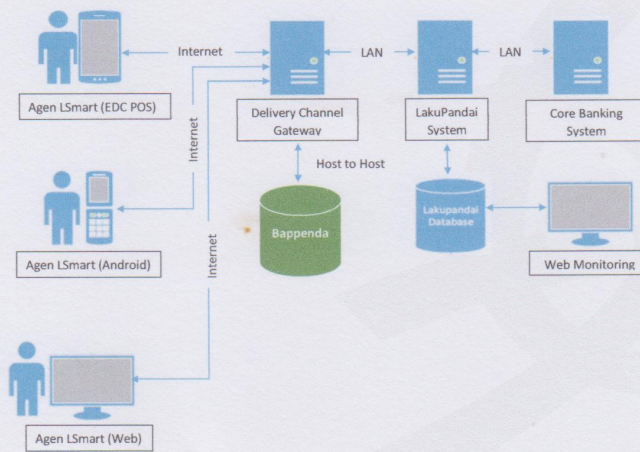 Internet
LAN
LAN
Agen LSmart (EDC POS)
Delivery Channel
Gateway
LakuPandai
System
Core Banking
System
Internet
Host to Host
Agen LSmart (Android)
Internet
Bappenda
Lakupandai
Database
Web Monitoring
Agen LSmart (Web)